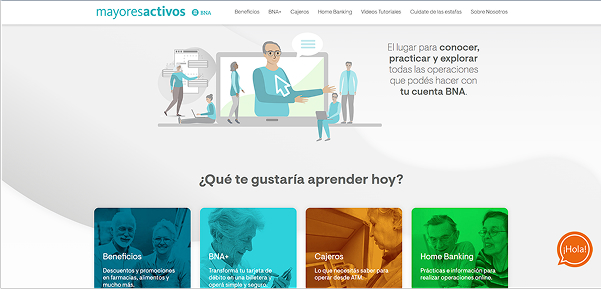 mayoresactivos BNA
Beneficios BNA+ Cajeros Home Banking Videos Tutoriales Cuidate de las estafas Sobre Nosotros
El lugar para conocer,
practicar y explorar
todas las operaciones
que podés hacer con
tu cuenta BNA.
¿Qué te gustaría aprender hoy?
Beneficios
Descuentos y promociones
en farmacias, alimentos y
mucho más.
BNA+
Transformá tu tarjeta de
débito en una billetera y
operá simple y seguro.
Cajeros
Lo que necesitás saber para
operar desde ATM.
Home Banking
Prácticas e información para
realizar operaciones online.
¡Hola!